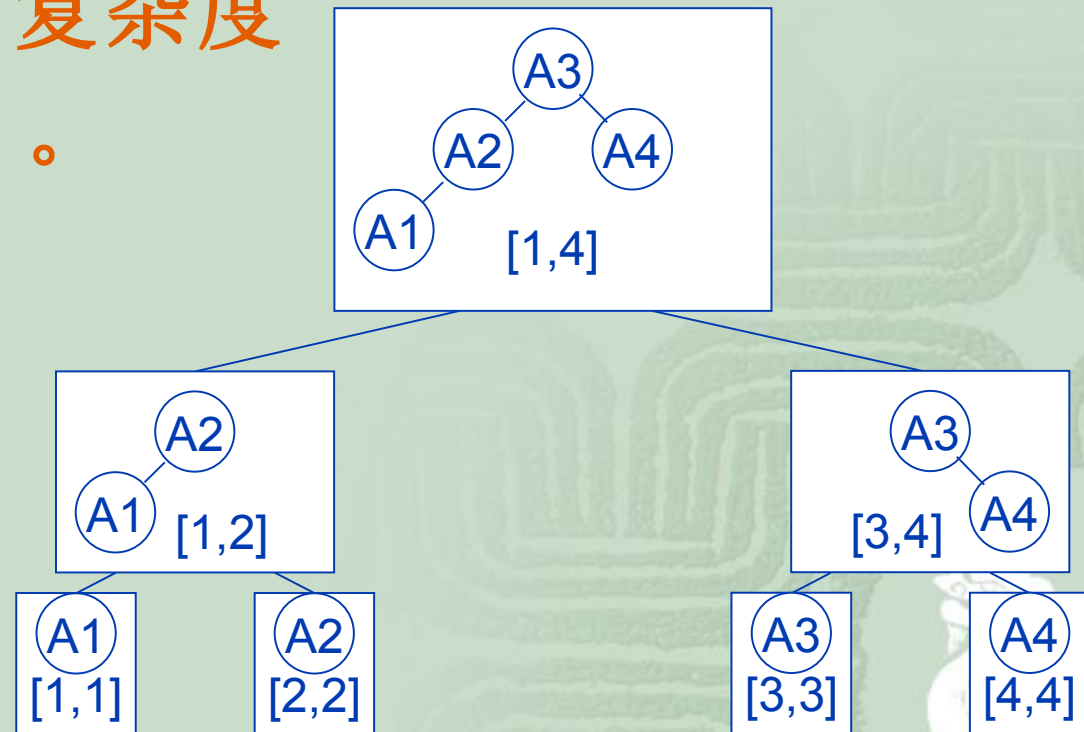 复杂度
。
A3
A2 A4
A1 [1,4]
A2 A3
A1 [1,2] [3,4] A4
A1 A2 A3 A4
[1,1] [2,2] [3,3] [4,4]